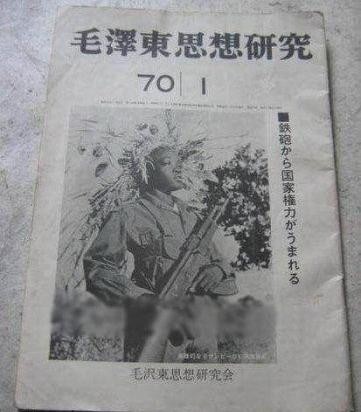 毛澤東思想研究
70 | 1
■鉄砲から国家権力がうまれる
毛沢東思想研究会